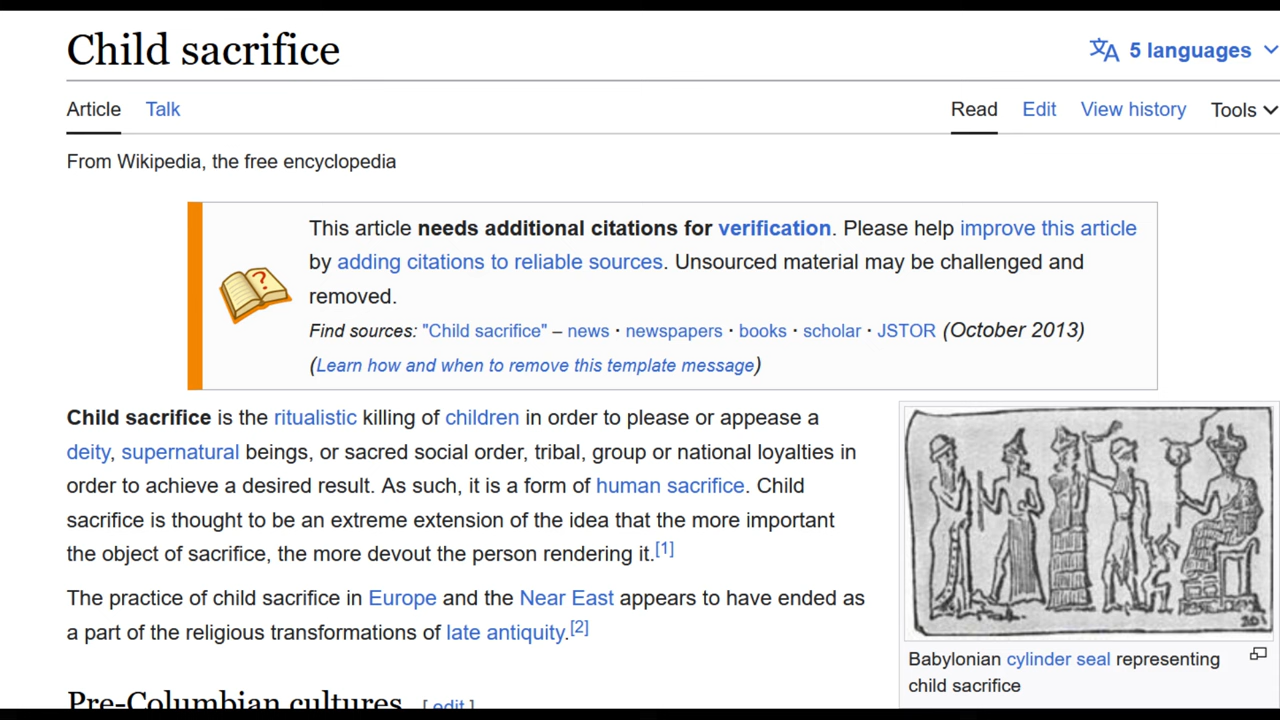 Child sacrifice
5 languages
Article Talk Read Edit View history Tools
From Wikipedia, the free encyclopedia
This article needs additional citations for verification. Please help improve this article
by adding citations to reliable sources. Unsourced material may be challenged and
removed.
Find sources: "Child sacrifice" – news · newspapers · books · scholar · JSTOR (October 2013)
(Learn how and when to remove this template message)
Child sacrifice is the ritualistic killing of children in order to please or appease a
deity, supernatural beings, or sacred social order, tribal, group or national loyalties in
order to achieve a desired result. As such, it is a form of human sacrifice. Child
sacrifice is thought to be an extreme extension of the idea that the more important
the object of sacrifice, the more devout the person rendering it.[1]
The practice of child sacrifice in Europe and the Near East appears to have ended as
a part of the religious transformations of late antiquity.[2]
Babylonian cylinder seal representing
child sacrifice
Pre-Columbian cultures [ edit ]